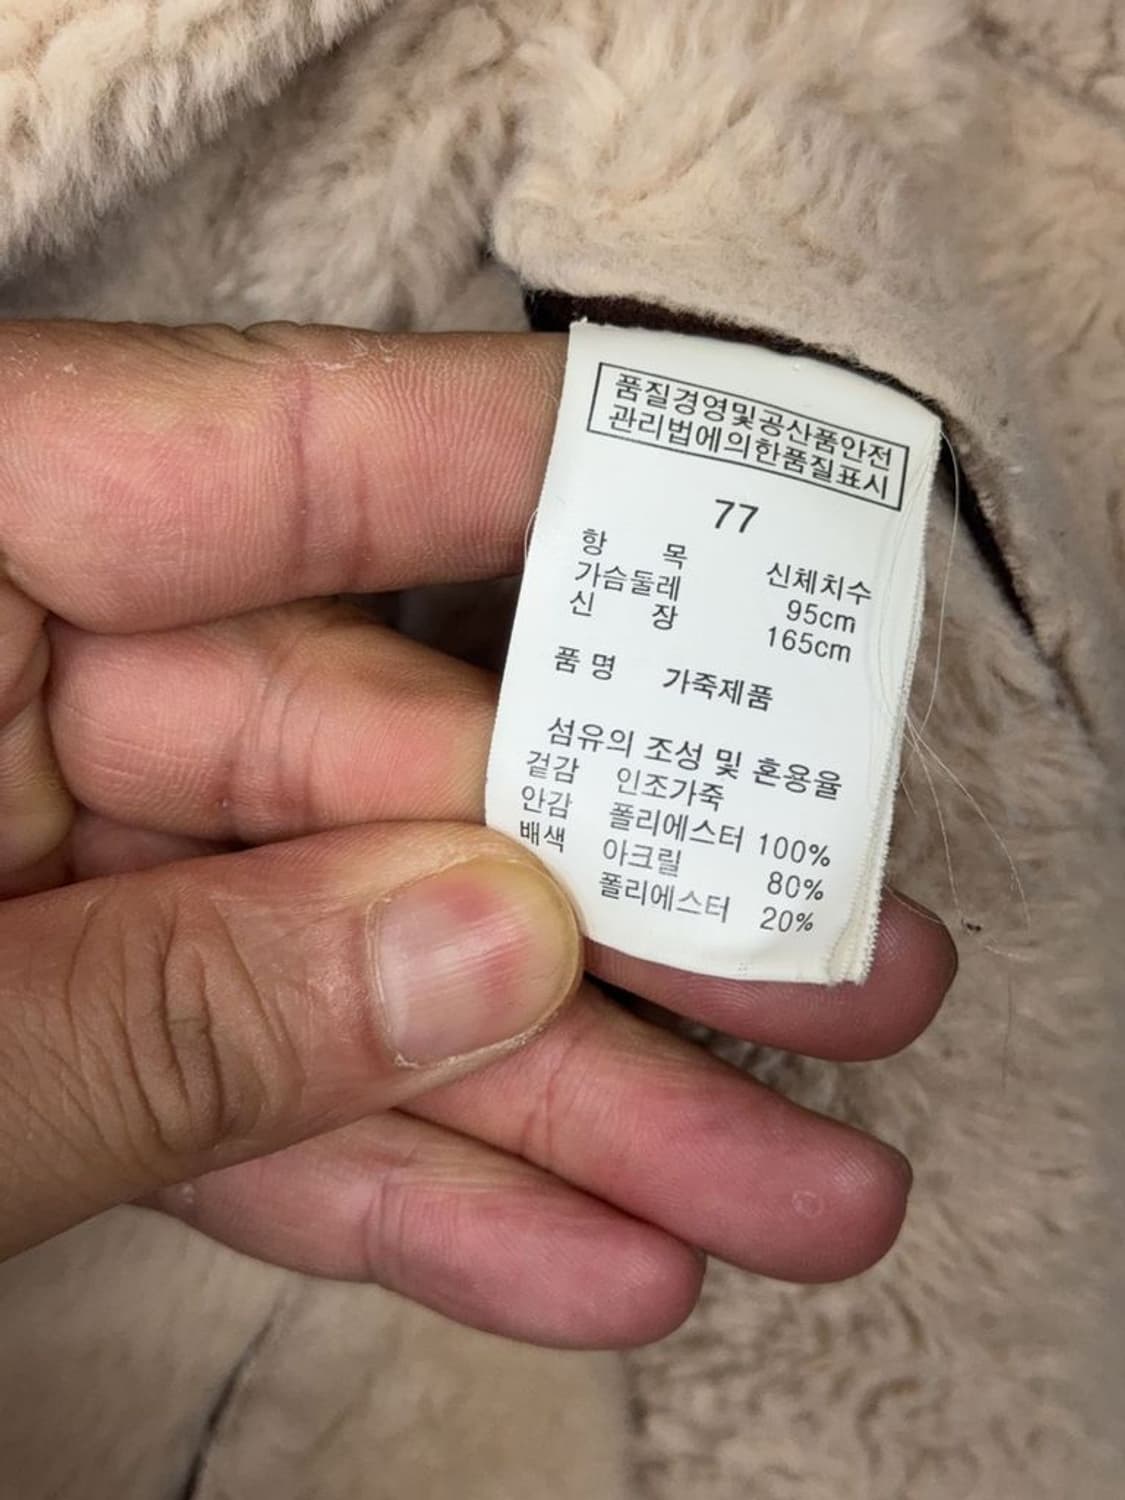 품질경영및공산품안전
관리법에의한품질표시
77
항 목 신체치수
가슴둘레 95cm
신 장 165cm
품 명 가죽제품
섬유의 조성 및 혼용율
겉감 인조가죽
안감 폴리에스터 100%
배색 아크릴 80%
폴리에스터 20%